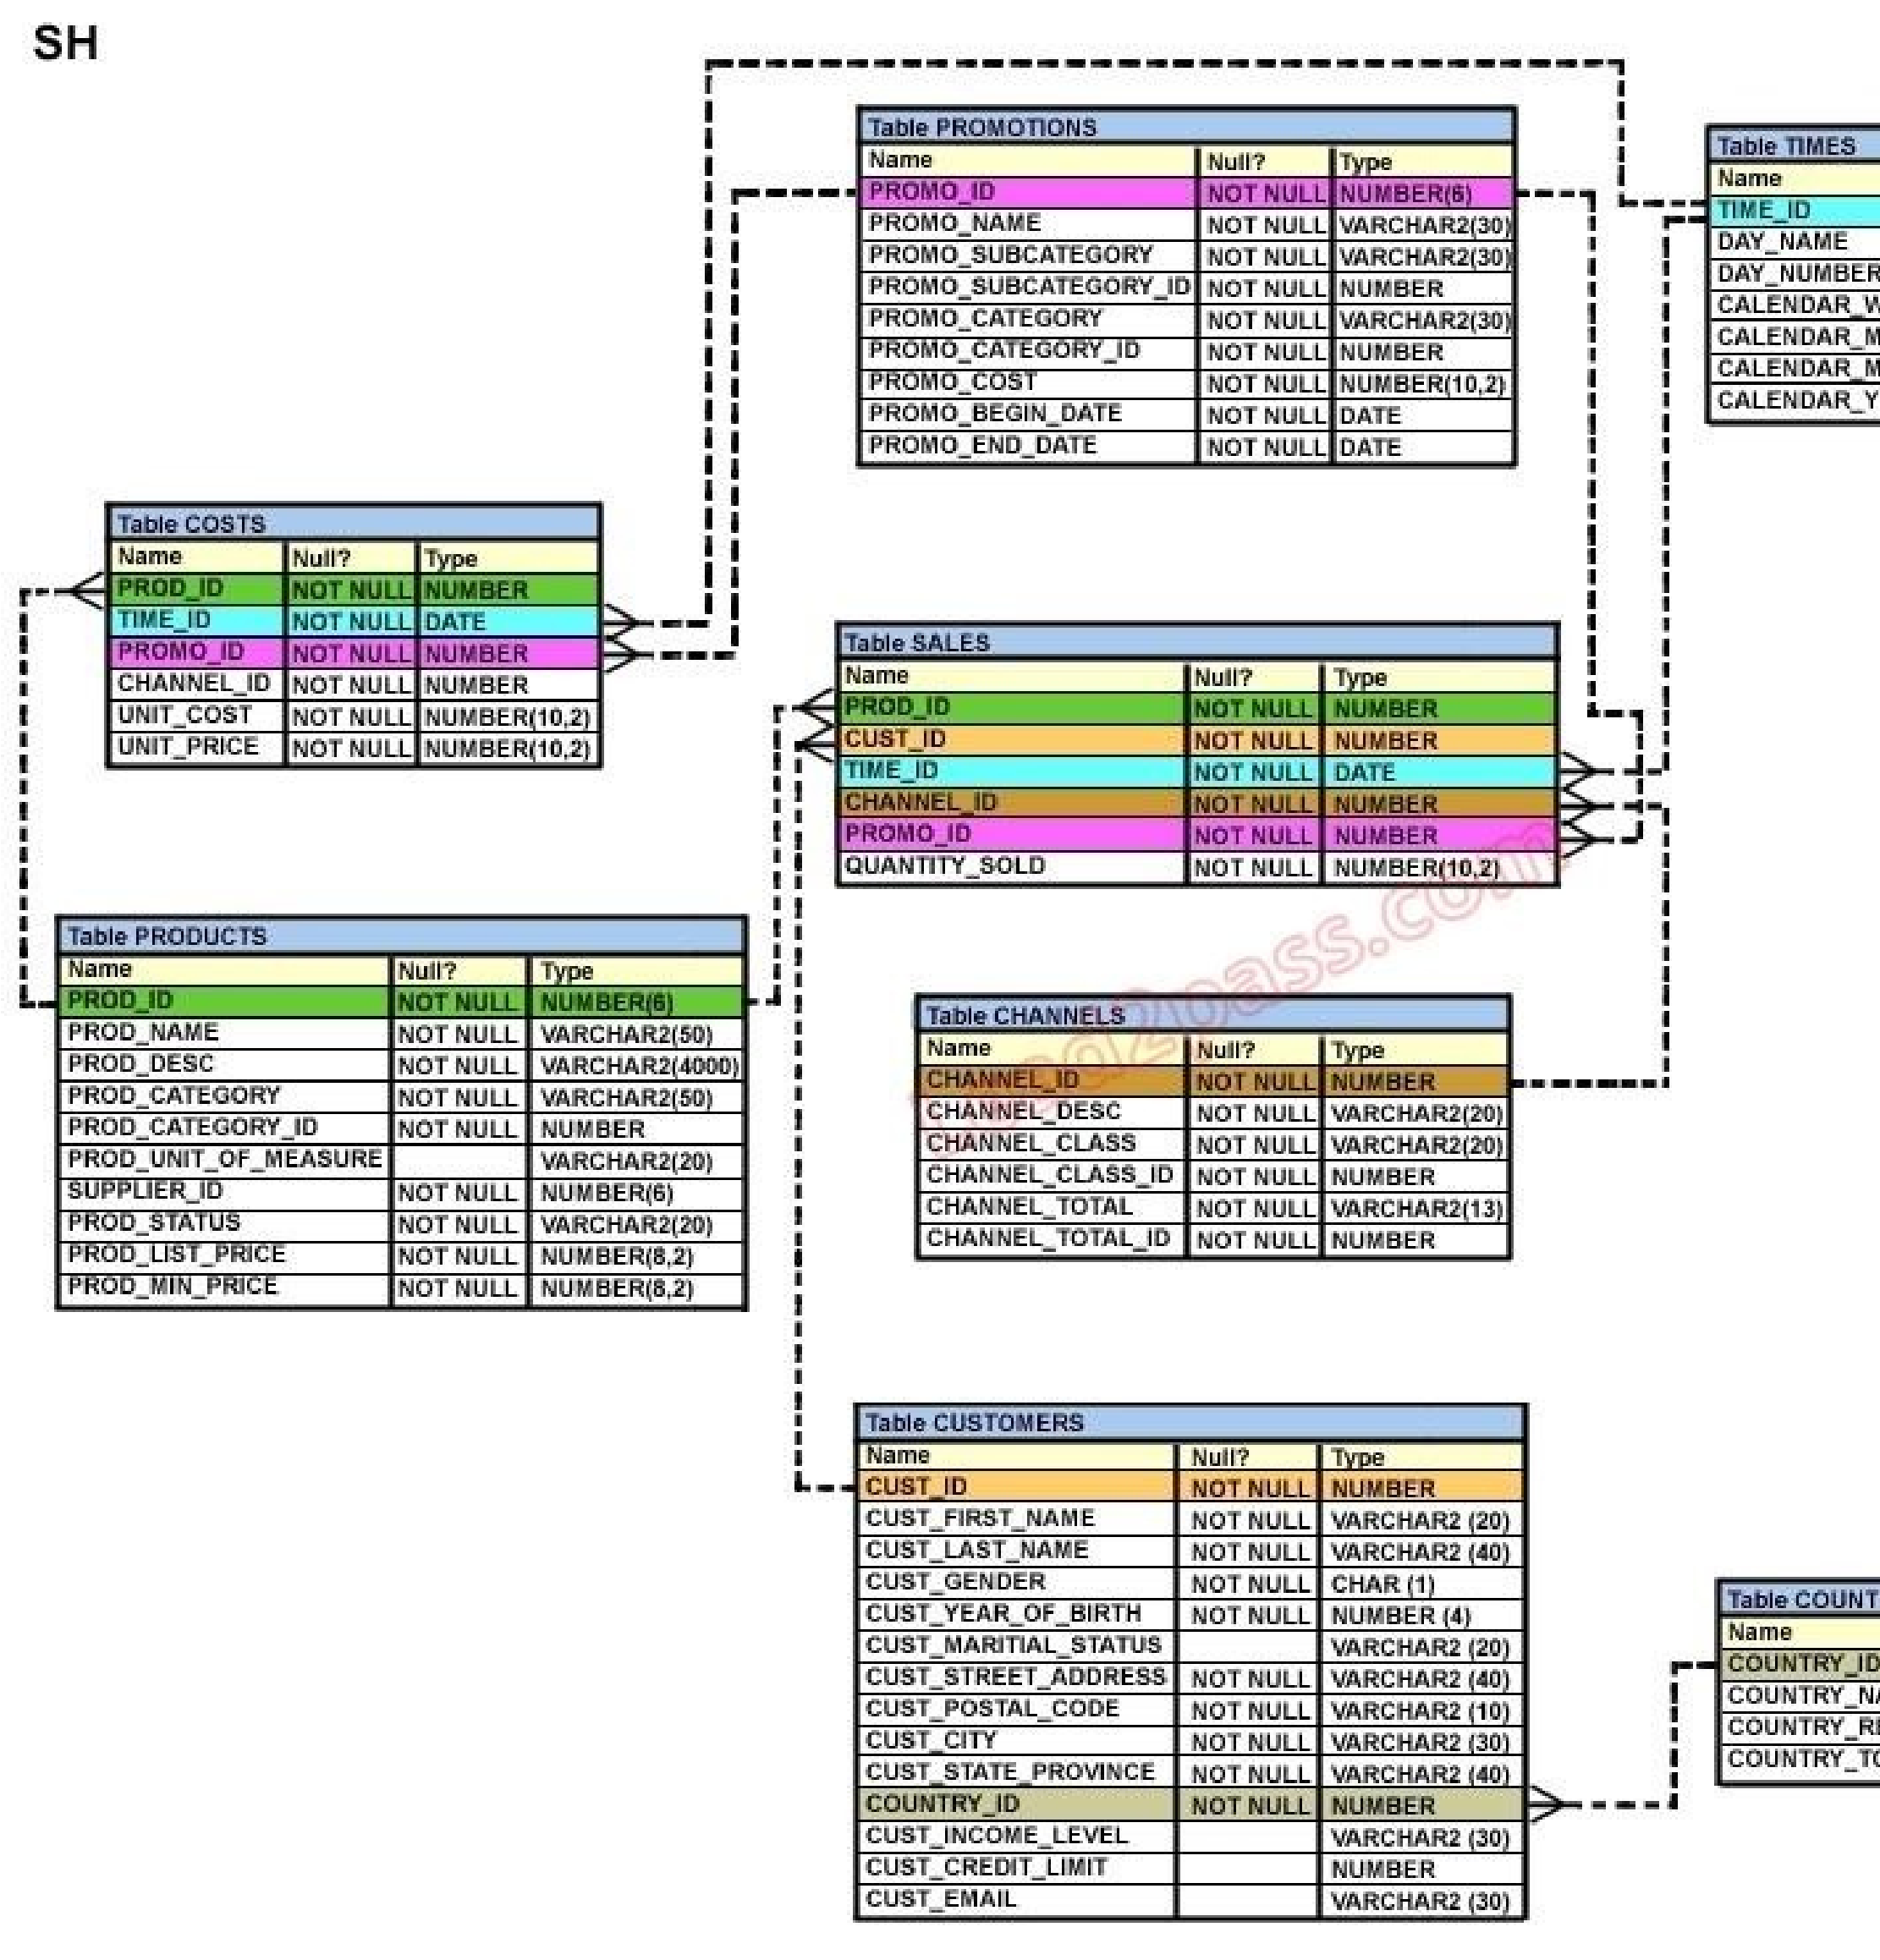 SH
Table PROMOTIONS
Name Null? Type
PROMO_ID NOT NULL NUMBER(6)
PROMO_NAME NOT NULL VARCHAR2(30)
PROMO_SUBCATEGORY NOT NULL VARCHAR2(30)
PROMO_SUBCATEGORY_ID NOT NULL NUMBER
PROMO_CATEGORY NOT NULL VARCHAR2(30)
PROMO_CATEGORY_ID NOT NULL NUMBER
PROMO_COST NOT NULL NUMBER(10,2)
PROMO_BEGIN_DATE NOT NULL DATE
PROMO_END_DATE NOT NULL DATE
Table TIMES
Name
TIME_ID
DAY_NAME
DAY_NUMBER
CALENDAR_W
CALENDAR_M
CALENDAR_M
CALENDAR_Y
Table COSTS
Name Null? Type
PROD_ID NOT NULL NUMBER
TIME_ID NOT NULL DATE
PROMO_ID NOT NULL NUMBER
CHANNEL_ID NOT NULL NUMBER
UNIT_COST NOT NULL NUMBER(10,2)
UNIT_PRICE NOT NULL NUMBER(10,2)
Table SALES
Name Null? Type
PROD_ID NOT NULL NUMBER
CUST_ID NOT NULL NUMBER
TIME_ID NOT NULL DATE
CHANNEL_ID NOT NULL NUMBER
PROMO_ID NOT NULL NUMBER
QUANTITY_SOLD NOT NULL NUMBER(10,2)
Table PRODUCTS
Name Null? Type
PROD_ID NOT NULL NUMBER(6)
PROD_NAME NOT NULL VARCHAR2(50)
PROD_DESC NOT NULL VARCHAR2(4000)
PROD_CATEGORY NOT NULL VARCHAR2(50)
PROD_CATEGORY_ID NOT NULL NUMBER
PROD_UNIT_OF_MEASURE VARCHAR2(20)
SUPPLIER_ID NOT NULL NUMBER(6)
PROD_STATUS NOT NULL VARCHAR2(20)
PROD_LIST_PRICE NOT NULL NUMBER(8,2)
PROD_MIN_PRICE NOT NULL NUMBER(8,2)
Table CHANNELS
Name Null? Type
CHANNEL_ID NOT NULL NUMBER
CHANNEL_DESC NOT NULL VARCHAR2(20)
CHANNEL_CLASS NOT NULL VARCHAR2(20)
CHANNEL_CLASS_ID NOT NULL NUMBER
CHANNEL_TOTAL NOT NULL VARCHAR2(13)
CHANNEL_TOTAL_ID NOT NULL NUMBER
Table CUSTOMERS
Name Null? Type
CUST_ID NOT NULL NUMBER
CUST_FIRST_NAME NOT NULL VARCHAR2 (20)
CUST_LAST_NAME NOT NULL VARCHAR2 (40)
CUST_GENDER NOT NULL CHAR (1)
CUST_YEAR_OF_BIRTH NOT NULL NUMBER (4)
CUST_MARITIAL_STATUS VARCHAR2 (20)
CUST_STREET_ADDRESS NOT NULL VARCHAR2 (40)
CUST_POSTAL_CODE NOT NULL VARCHAR2 (10)
CUST_CITY NOT NULL VARCHAR2 (30)
CUST_STATE_PROVINCE NOT NULL VARCHAR2 (40)
COUNTRY_ID NOT NULL NUMBER
CUST_INCOME_LEVEL VARCHAR2 (30)
CUST_CREDIT_LIMIT NUMBER
CUST_EMAIL VARCHAR2 (30)
Table COUNT
Name
COUNTRY_ID
COUNTRY_NA
COUNTRY_RE
COUNTRY_TO